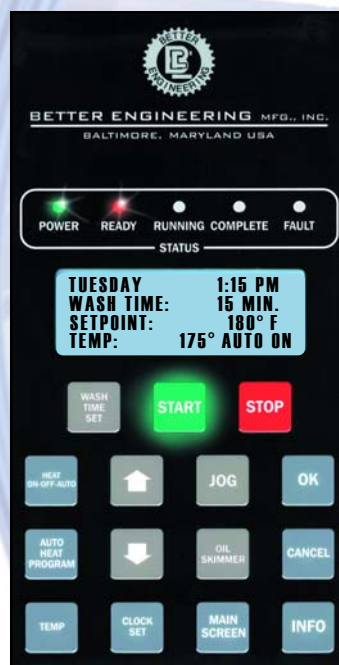 BETTER
ENGINEERING
BETTER ENGINEERING MFG., INC.
BALTIMORE, MARYLAND USA
POWER READY RUNNING COMPLETE FAULT
STATUS
TUESDAY 1:15 PM
WASH TIME: 15 MIN.
SETPOINT: 180° F
TEMP: 175° AUTO ON
WASH TIME SET
START
STOP
HEAT ON-OFF-AUTO
JOG
OK
AUTO HEAT PROGRAM
OIL SKIMMER
CANCEL
TEMP
CLOCK SET
MAIN SCREEN
INFO